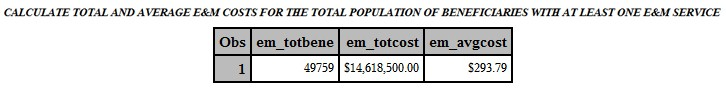 CALCULATE TOTAL AND AVERAGE E&M COSTS FOR THE TOTAL POPULATION OF BENEFICIARIES WITH AT LEAST ONE E&M SERVICE
Obs em_totbene em_totcost em_avgcost
1 49759 $14,618,500.00 $293.79